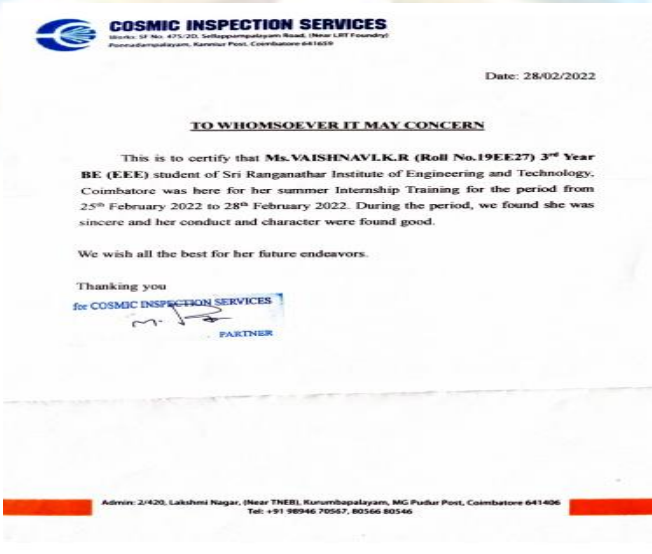 COSMIC INSPECTION SERVICES
Works: SF No. 475/2D, Sellappampalayam Road, (Near LRT Foundry)
Ponnadampalayam, Kaniur Post, Coimbatore 641659
Date: 28/02/2022
TO WHOMSOEVER IT MAY CONCERN
This is to certify that Ms.VAISHNAVI.K.R (Roll No.19EE27) 3rd Year
BE (EEE) student of Sri Ranganathar Institute of Engineering and Technology,
Coimbatore was here for her summer Internship Training for the period from
25th February 2022 to 28th February 2022. During the period, we found she was
sincere and her conduct and character were found good.
We wish all the best for her future endeavors.
Thanking you
for COSMIC INSPECTION SERVICES
PARTNER
Admin: 2/420, Lakshmi Nagar, (Near TNEB), Kurumbapalayam, MG Pudur Post, Coimbatore 641406
Tel: +91 98946 70567, 80566 80546